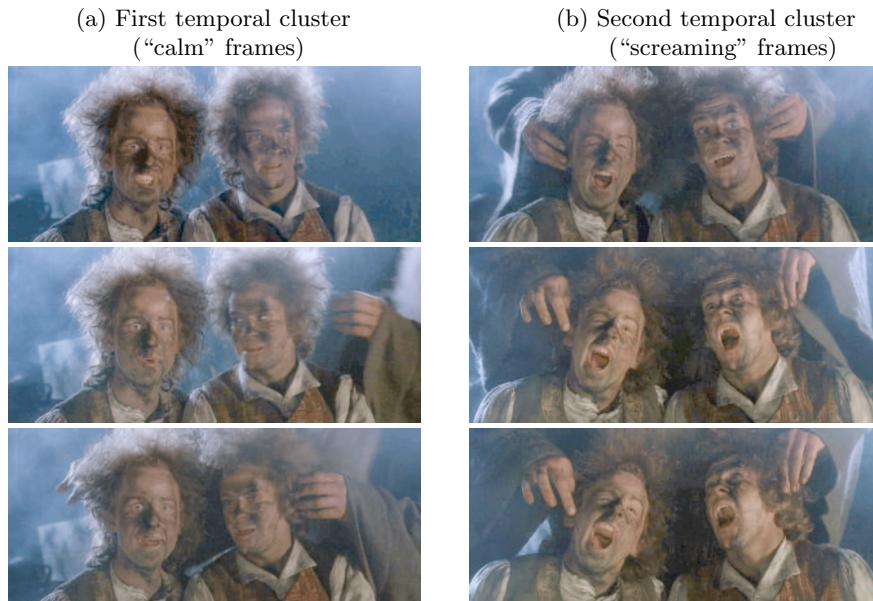 (a) First temporal cluster
(“calm” frames)
(b) Second temporal cluster
(“screaming” frames)